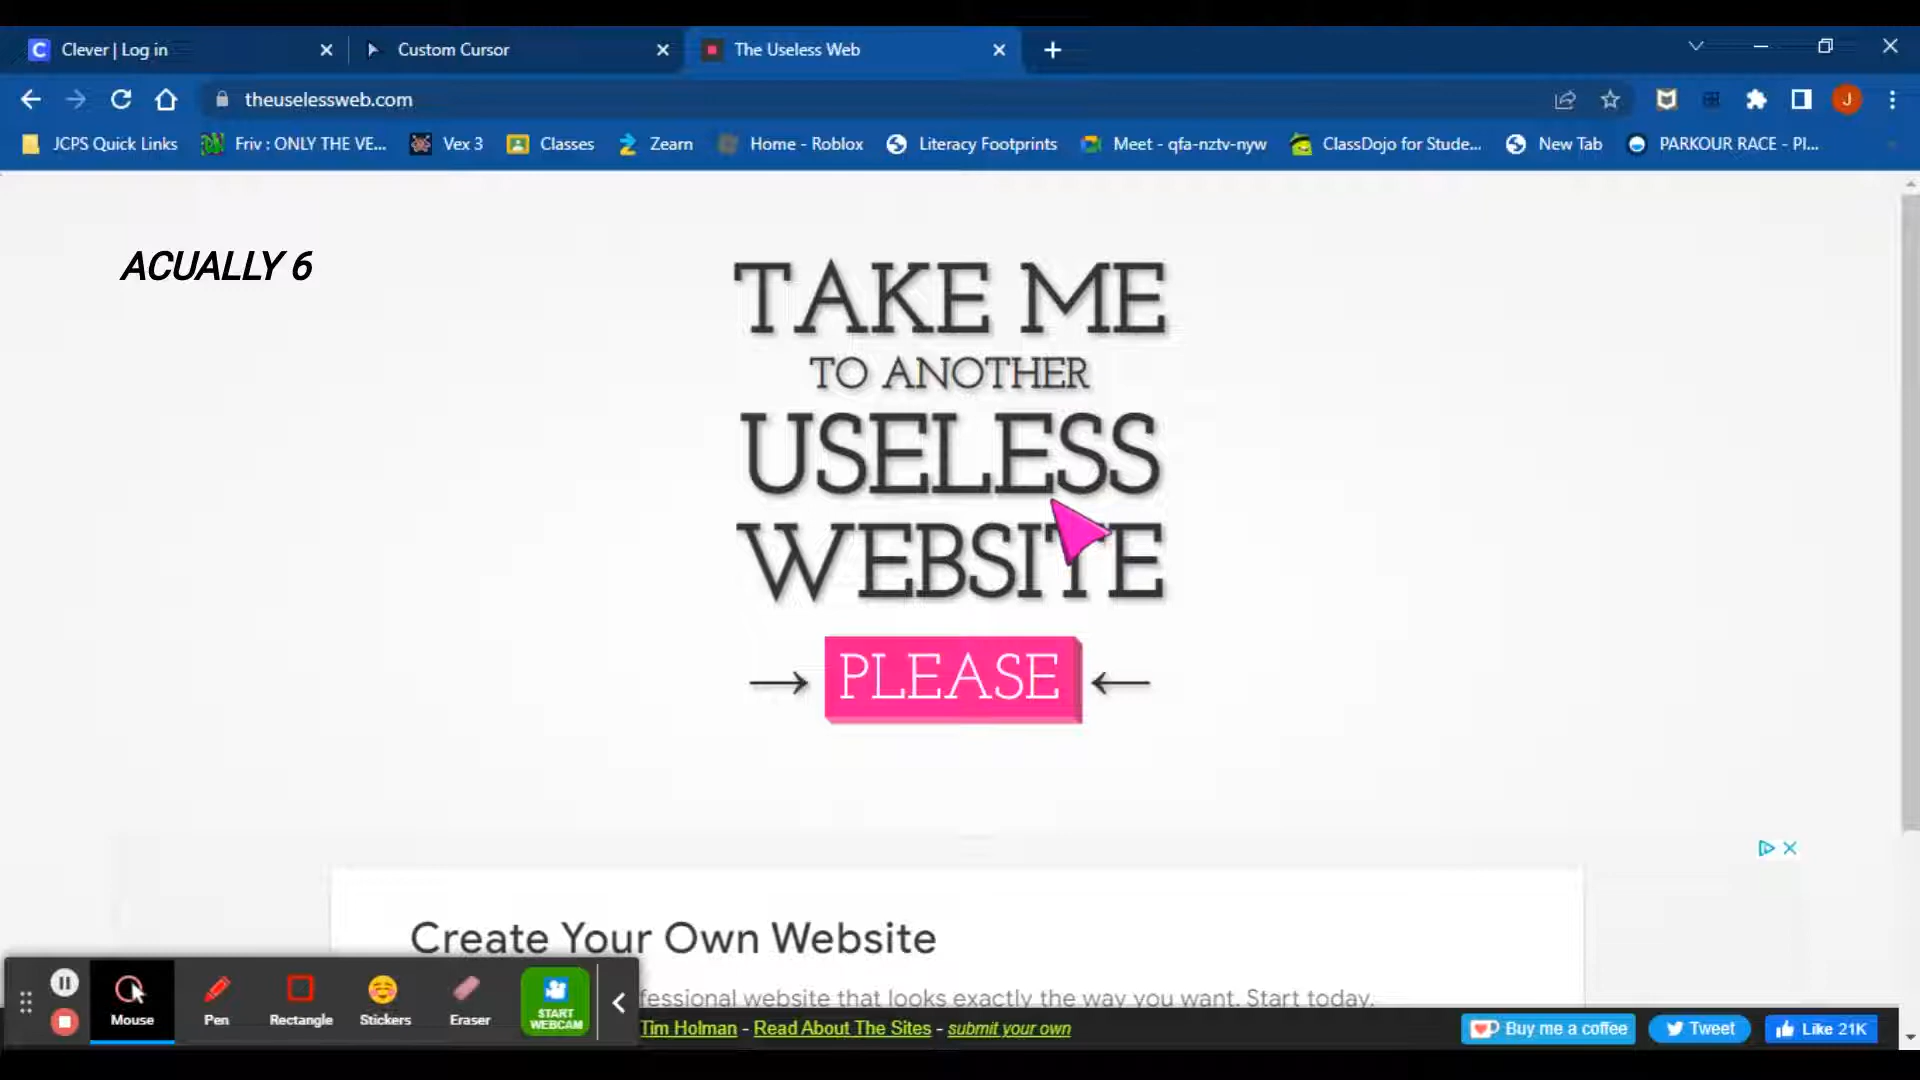 Clever | Log in
Custom Cursor
The Useless Web
theuselessweb.com
J
JCPS Quick Links
Friv : ONLY THE VE...
Vex 3
Classes
Zearn
Home - Roblox
Literacy Footprints
Meet - qfa-nztv-nyw
ClassDojo for Stude...
New Tab
PARKOUR RACE - Pl...
ACUALLY 6
TAKE ME
TO ANOTHER
USELESS
WEBSITE
PLEASE
Create Your Own Website
fessional website that looks exactly the way you want. Start today.
Mouse
Pen
Rectangle
Stickers
Eraser
START
WEBCAM
Tim Holman - Read About The Sites - submit your own
Buy me a coffee
Tweet
Like 21K